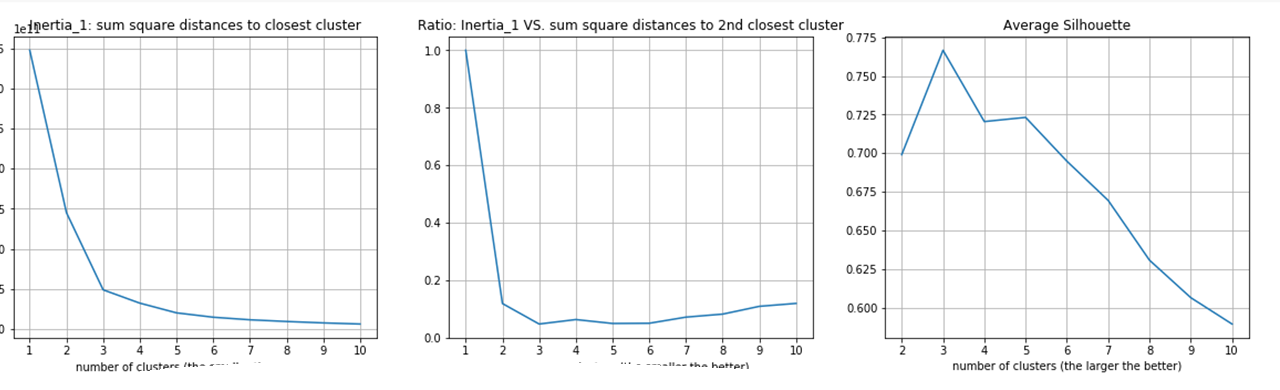 Inertia_1: sum square distances to closest cluster
1 2 3 4 5 6 7 8 9 10
number of clusters
Ratio: Inertia_1 VS. sum square distances to 2nd closest cluster
1.0
0.8
0.6
0.4
0.2
0.0
1 2 3 4 5 6 7 8 9 10
smaller the better)
Average Silhouette
0.775
0.750
0.725
0.700
0.675
0.650
0.625
0.600
2 3 4 5 6 7 8 9 10
number of clusters (the larger the better)